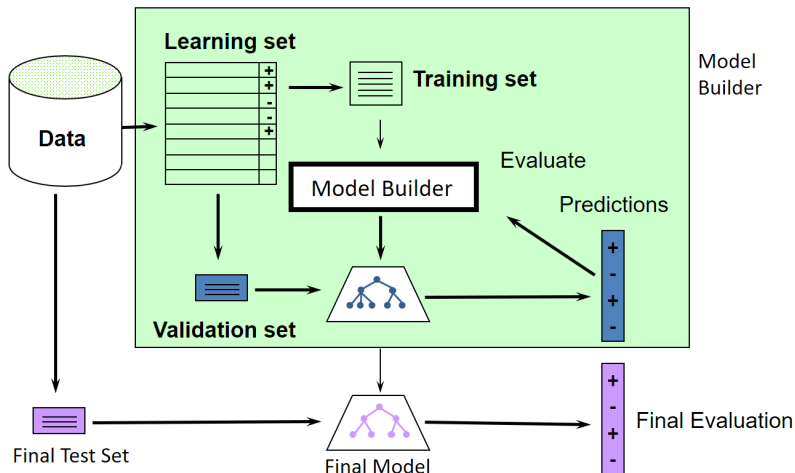 Learning set
+
+
-
-
+
Training set
Model
Builder
Data
Model Builder
Evaluate
Predictions
+
-
+
-
Validation set
+
-
+
-
Final Evaluation
Final Test Set
Final Model